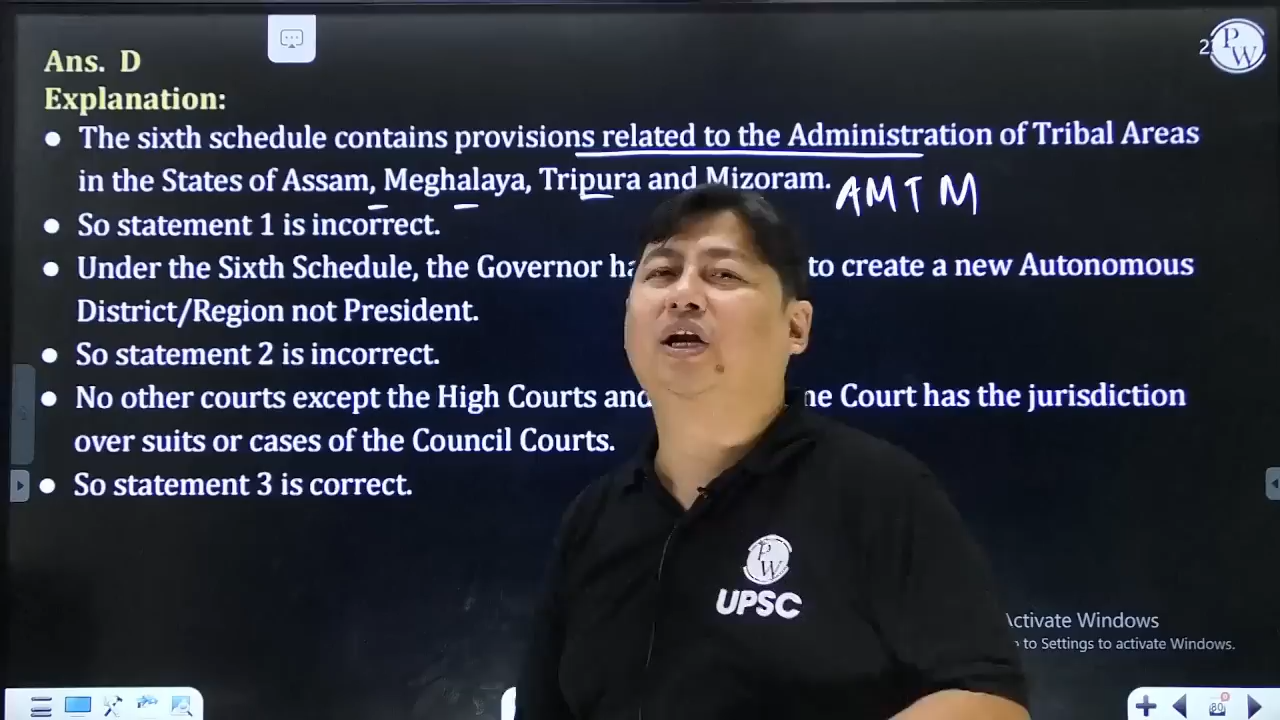 Ans. D
Explanation:
● The sixth schedule contains provisions related to the Administration of Tribal Areas
in the States of Assam, Meghalaya, Tripura and Mizoram. AMTM
● So statement 1 is incorrect.
● Under the Sixth Schedule, the Governor to create a new Autonomous
District/Region not President.
● So statement 2 is incorrect.
● No other courts except the High Courts and Court has the jurisdiction
over suits or cases of the Council Courts.
● So statement 3 is correct.
PW
PW
UPSC
Activate Windows
to Settings to activate Windows.
80